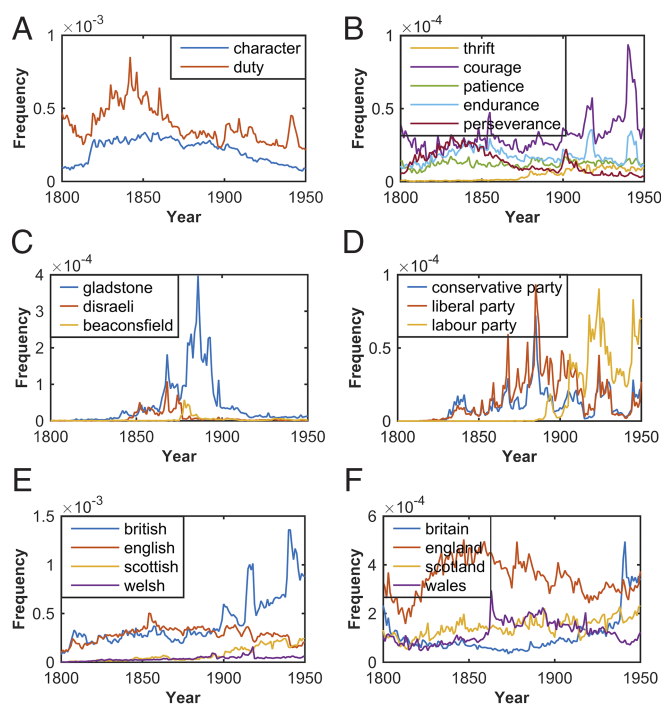 A
×10⁻³
1
0.5
0
Frequency
character
duty
1800 1850 1900 1950
Year
B
×10⁻⁴
1
0.5
0
Frequency
thrift
courage
patience
endurance
perseverance
1800 1850 1900 1950
Year
C
×10⁻⁴
4
3
2
1
0
Frequency
gladstone
disraeli
beaconsfield
1800 1850 1900 1950
Year
D
×10⁻⁴
1
0.5
0
Frequency
conservative party
liberal party
labour party
1800 1850 1900 1950
Year
E
×10⁻³
1.5
1
0.5
0
Frequency
british
english
scottish
welsh
1800 1850 1900 1950
Year
F
×10⁻⁴
6
4
2
0
Frequency
britain
england
scotland
wales
1800 1850 1900 1950
Year